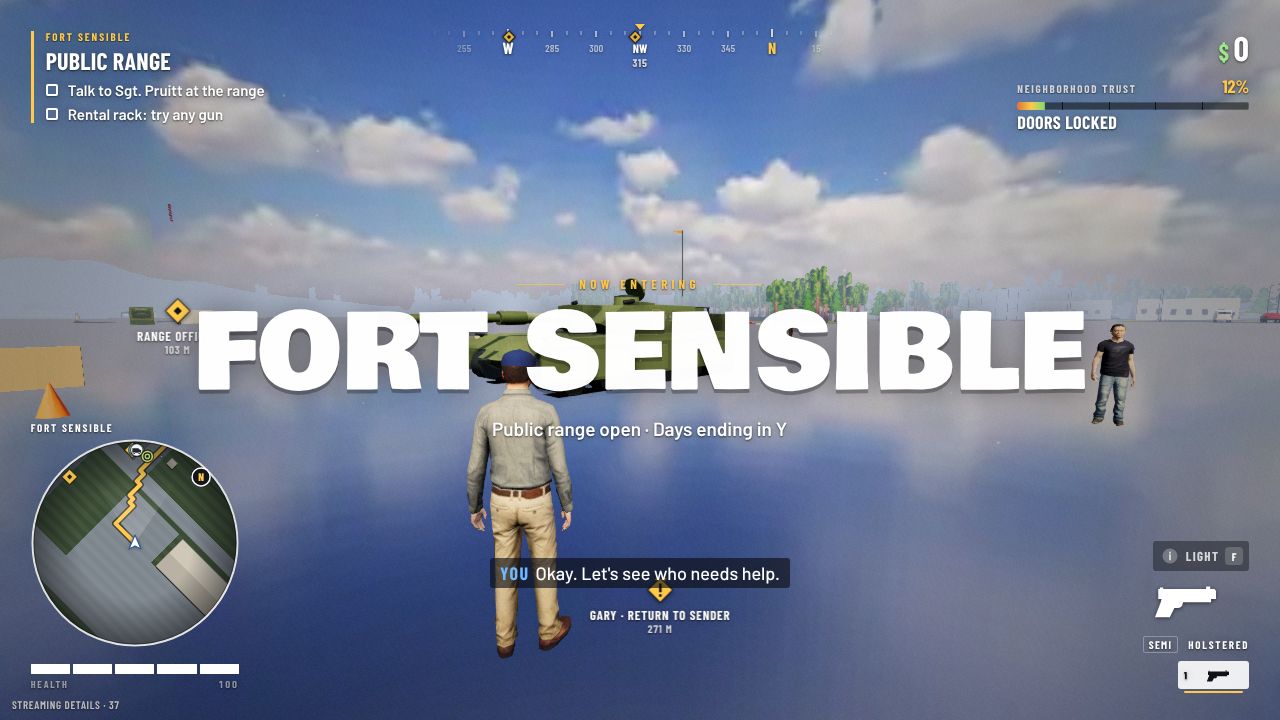 FORT SENSIBLE
PUBLIC RANGE
Talk to Sgt. Pruitt at the range
Rental rack: try any gun
255 W 285 300 NW 330 345 N 15
315
$ 0
NEIGHBORHOOD TRUST 12%
DOORS LOCKED
NOW ENTERING
FORT SENSIBLE
Public range open · Days ending in Y
RANGE OFFI
103 M
FORT SENSIBLE
N
YOU Okay. Let's see who needs help.
GARY · RETURN TO SENDER
271 M
i LIGHT F
SEMI HOLSTERED
1
HEALTH 100
STREAMING DETAILS · 37